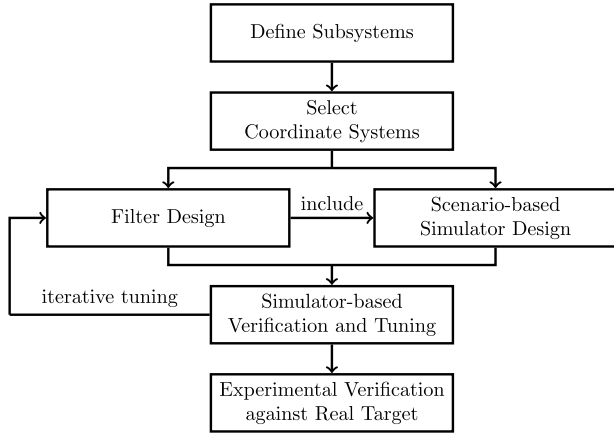 Define Subsystems
Select
Coordinate Systems
Filter Design
include
Scenario-based
Simulator Design
iterative tuning
Simulator-based
Verification and Tuning
Experimental Verification
against Real Target